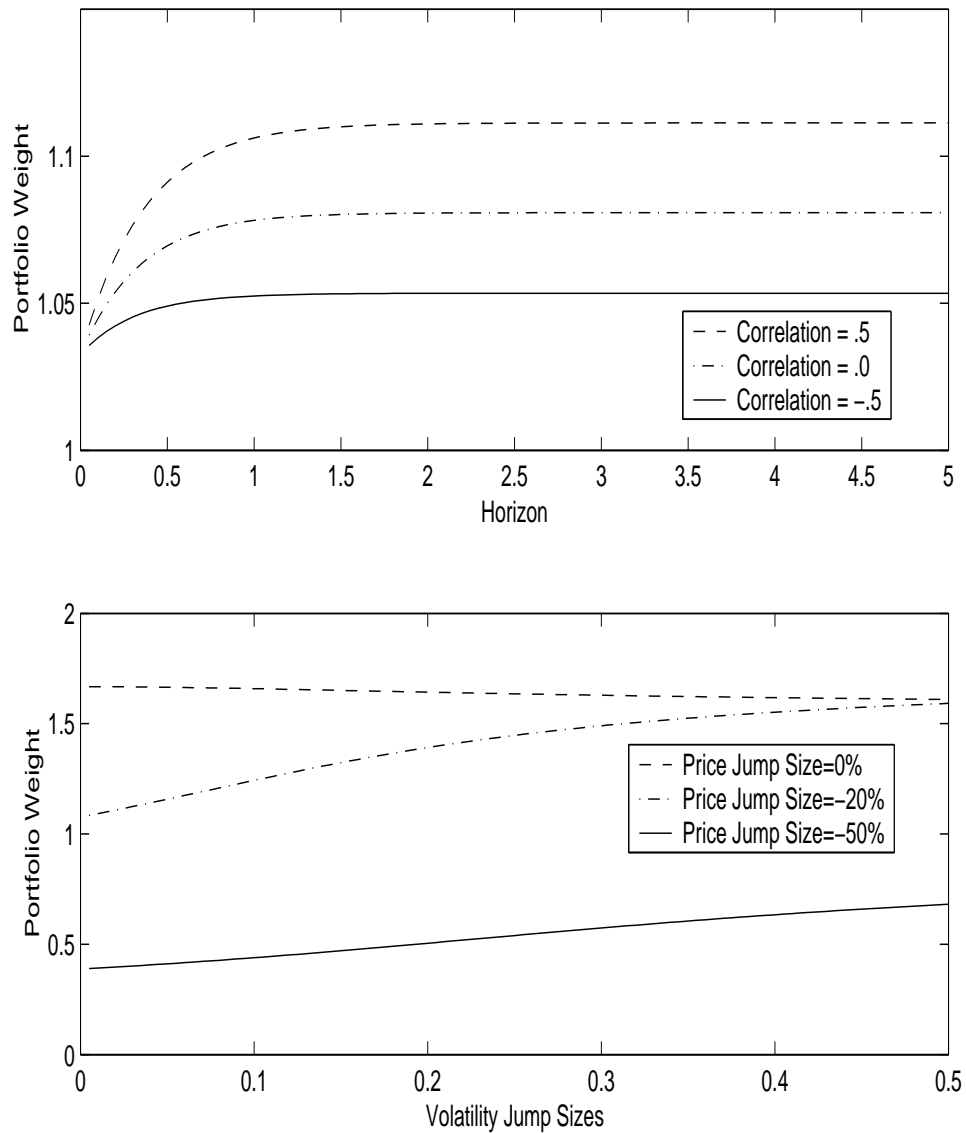 Portfolio Weight
1.1
1.05
1
Correlation = .5
Correlation = .0
Correlation = −.5
0 0.5 1 1.5 2 2.5 3 3.5 4 4.5 5
Horizon
Portfolio Weight
2
1.5
1
0.5
0
Price Jump Size=0%
Price Jump Size=−20%
Price Jump Size=−50%
0 0.1 0.2 0.3 0.4 0.5
Volatility Jump Sizes